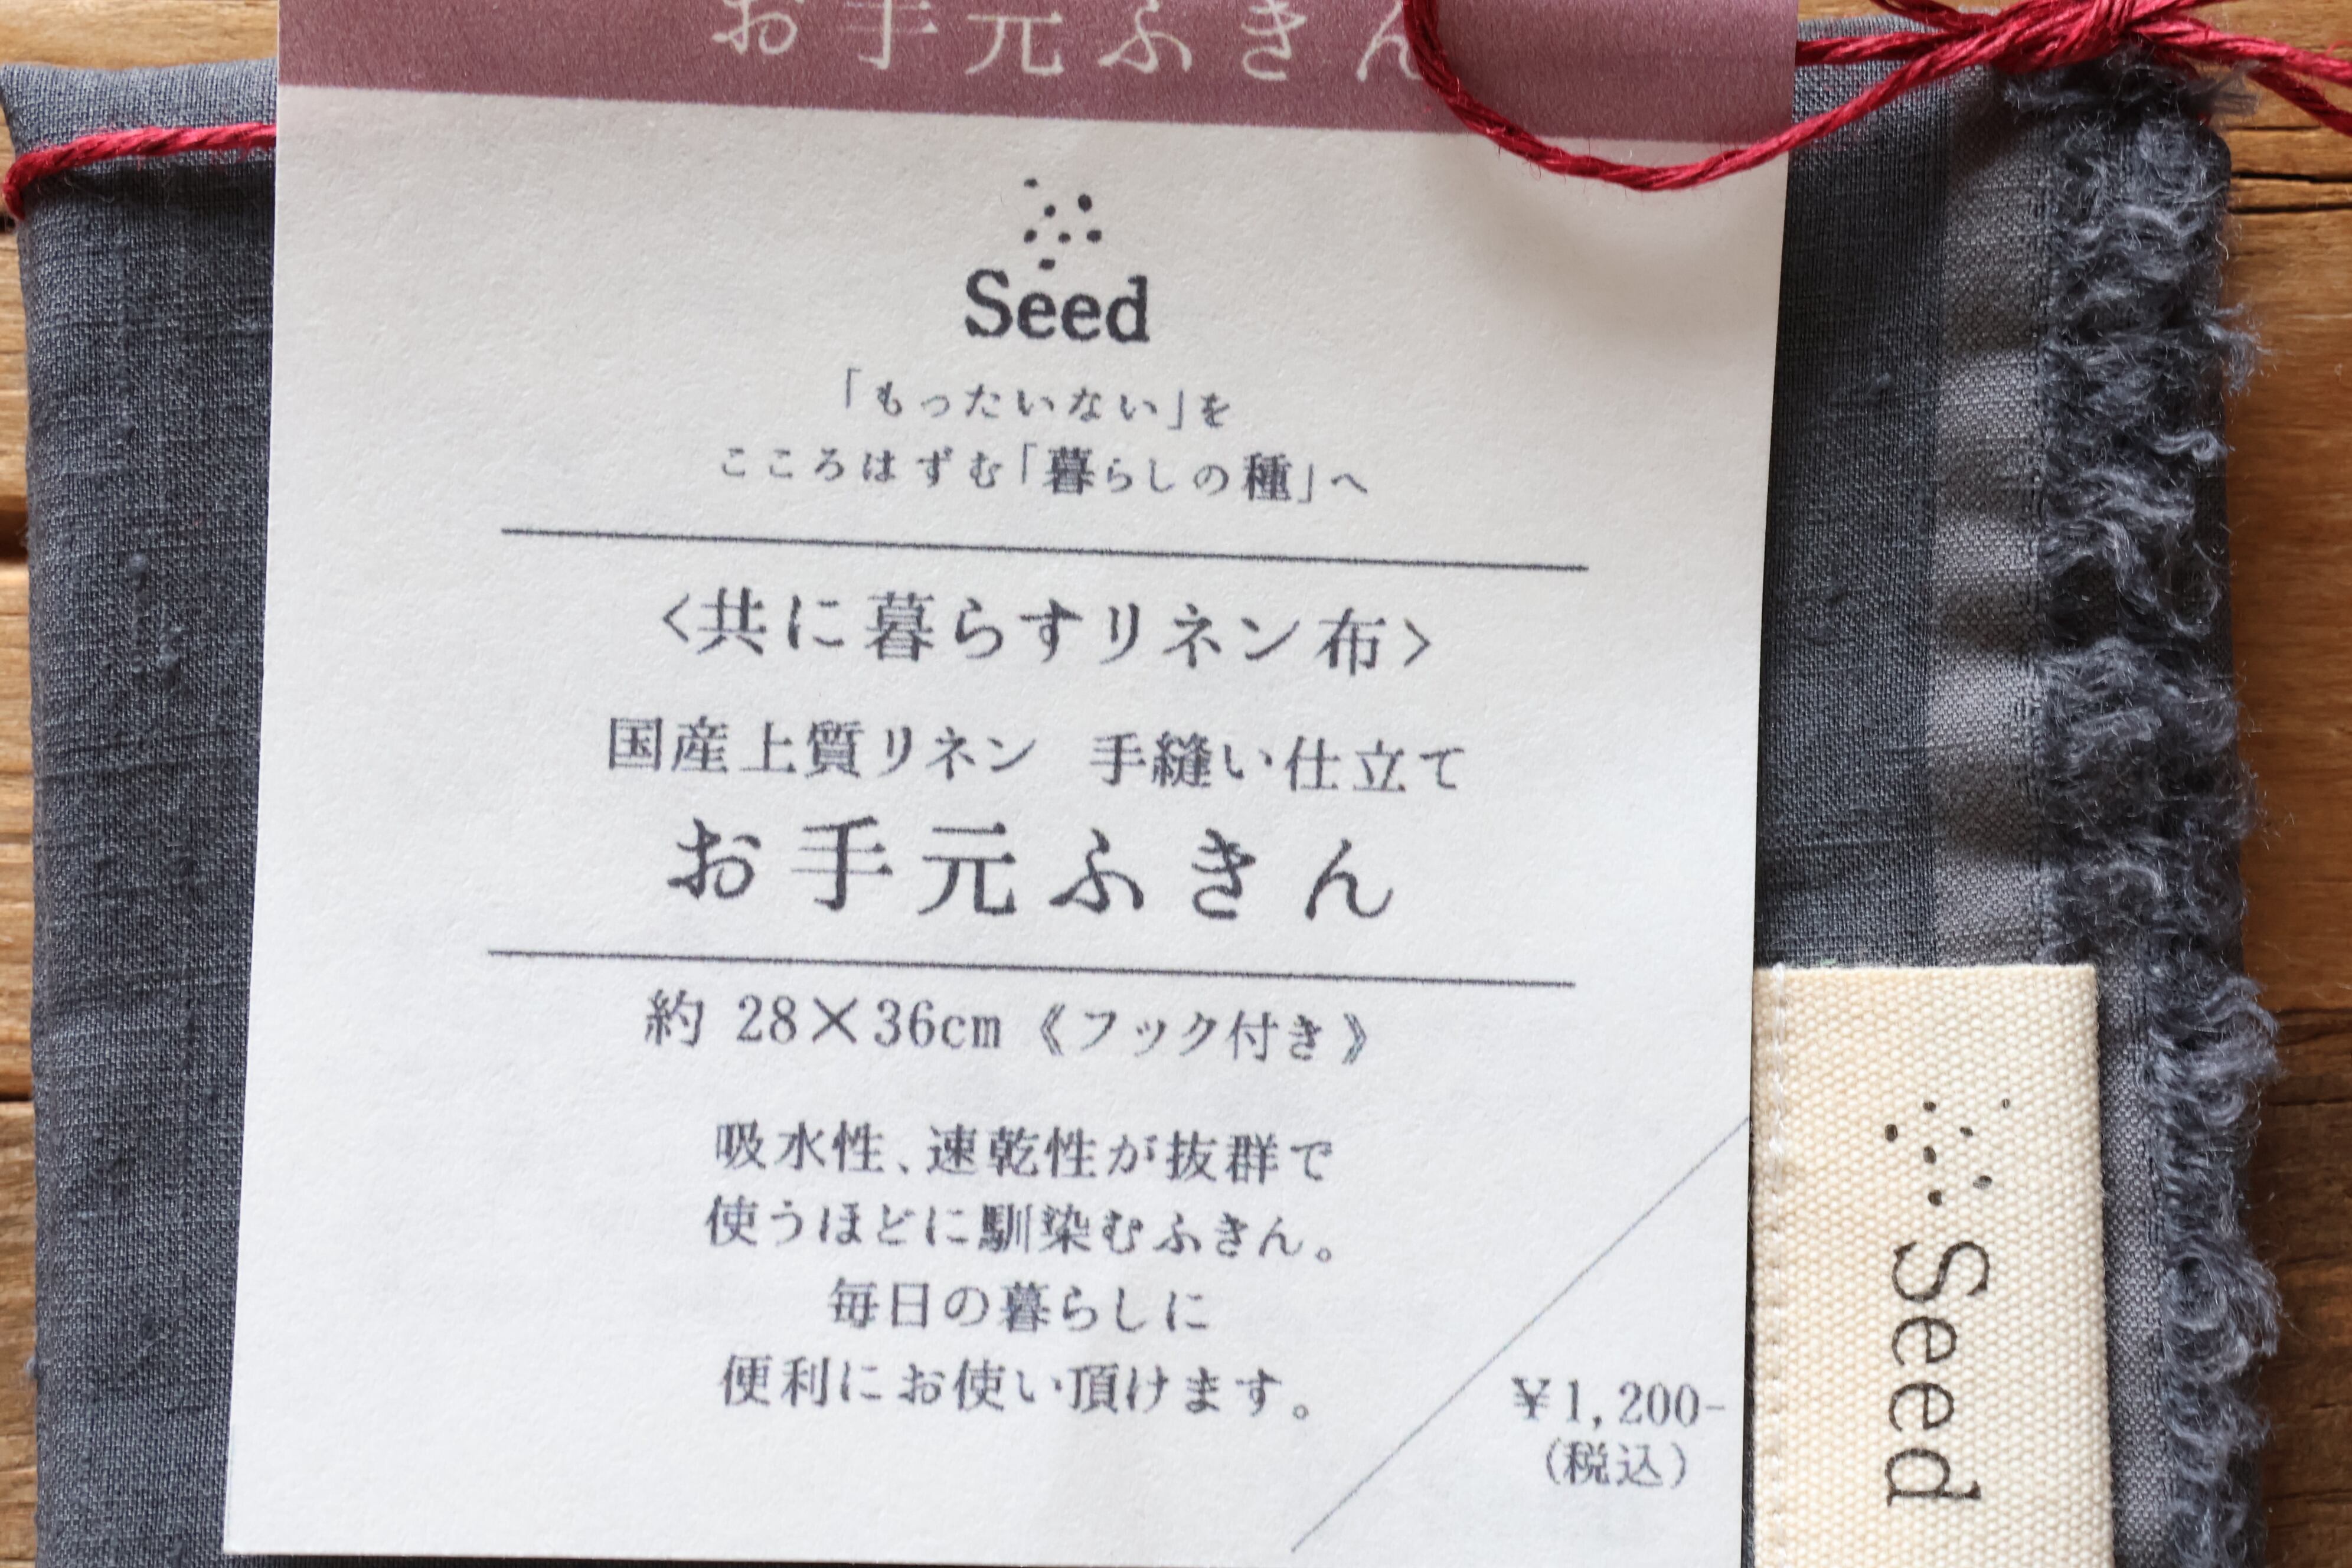 お手元ふきん
Seed
「もったいない」を
こころはずむ「暮らしの種」へ
<共に暮らすリネン布>
国産上質リネン 手縫い仕立て
お手元ふきん
約 28×36cm 《フック付き》
吸水性、速乾性が抜群で
使うほどに馴染むふきん。
毎日の暮らしに
便利にお使い頂けます。
¥1,200-
(税込)
Seed